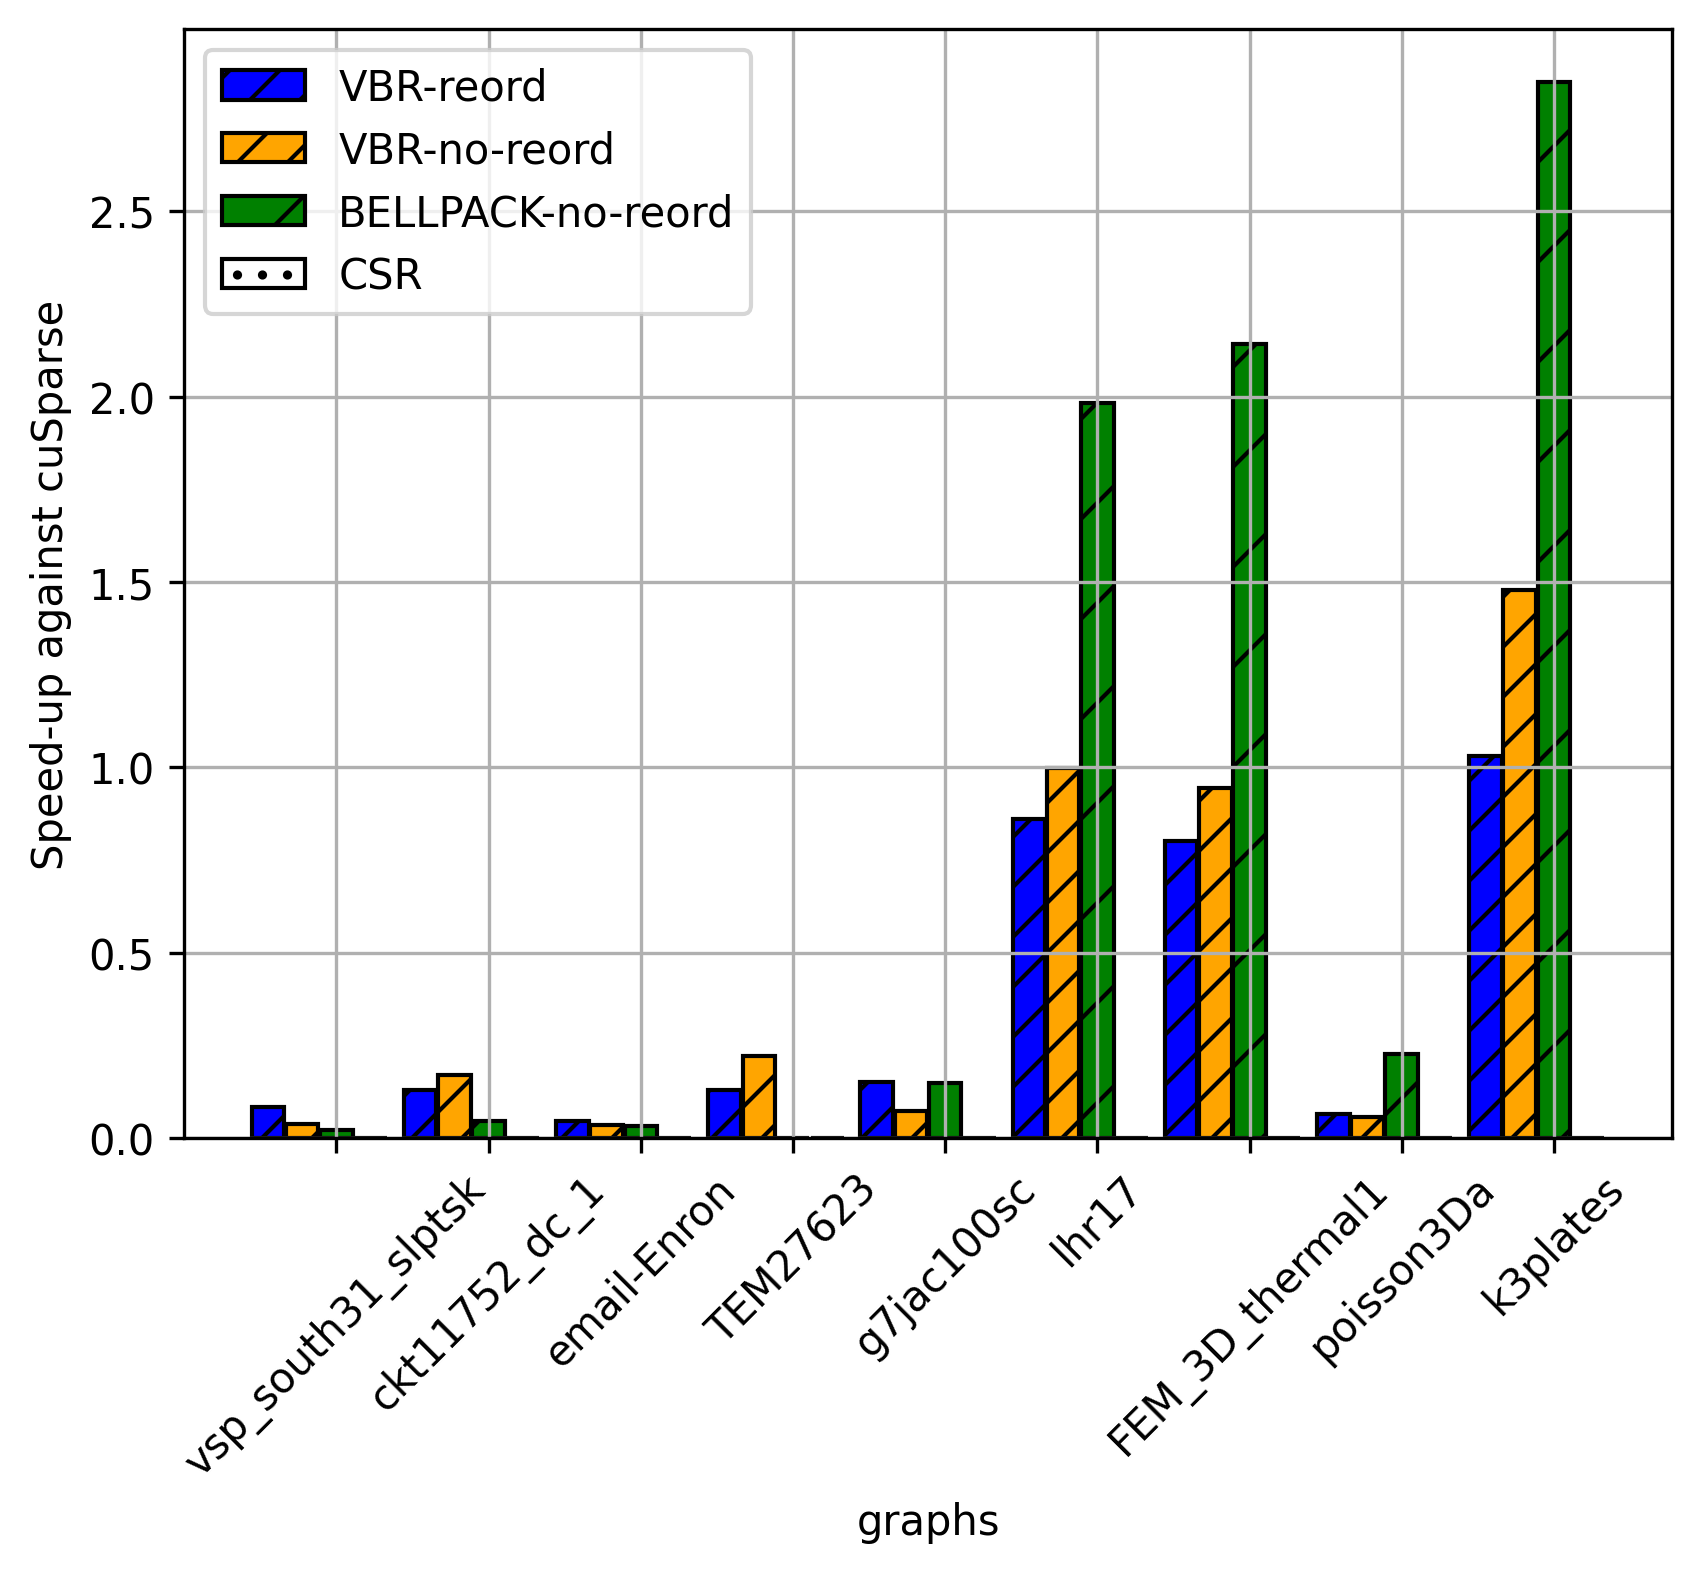 VBR-reord
VBR-no-reord
BELLPACK-no-reord
CSR
Speed-up against cuSparse
2.5
2.0
1.5
1.0
0.5
0.0
vsp_south31_slptsk
ckt11752_dc_1
email-Enron
TEM27623
g7jac100sc
lhr17
FEM_3D_thermal1
poisson3Da
k3plates
graphs